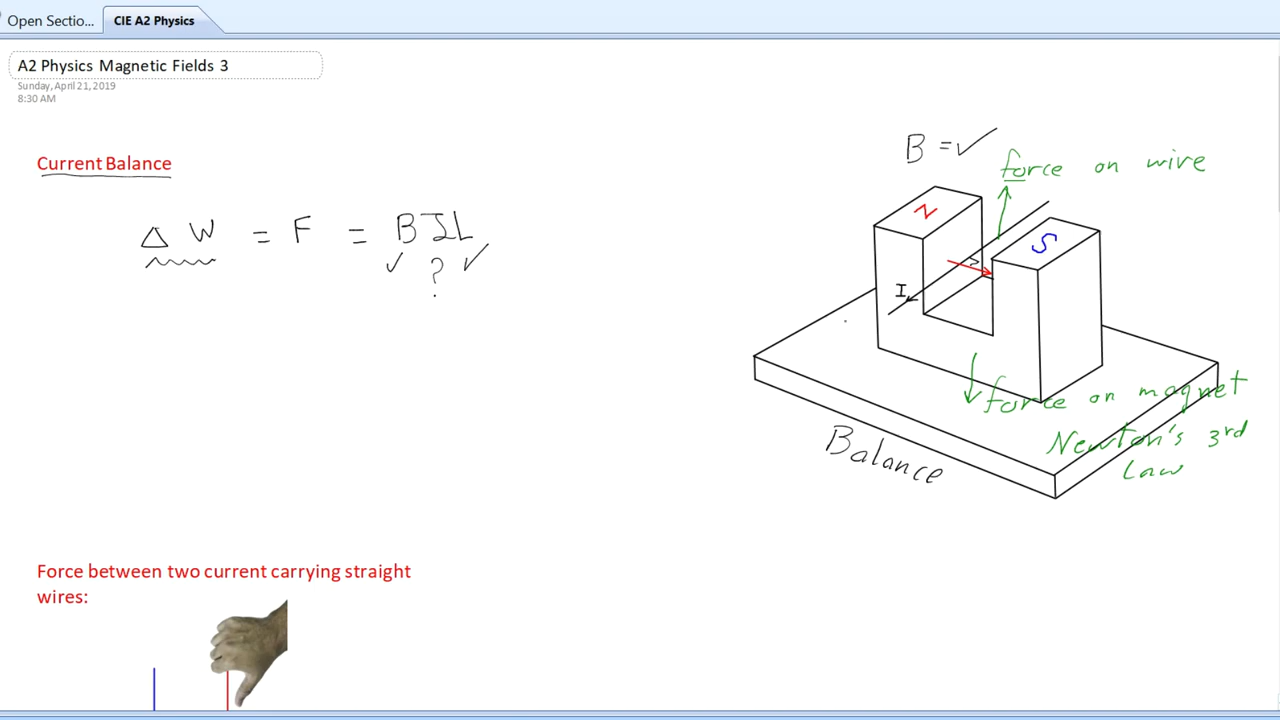 Open Sectio...
CIE A2 Physics
A2 Physics Magnetic Fields 3
Sunday, April 21, 2019
8:30 AM
Current Balance
Δ W = F = BIL
✓ ? ✓
B = ✓
force on wire
N
S
I
force on magnet
Newton's 3rd
Law
Balance
Force between two current carrying straight
wires: